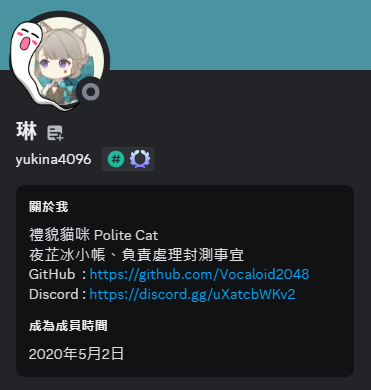 琳
yukina4096 #
關於我
禮貌貓咪 Polite Cat
夜芷冰小帳、負責處理封測事宜
GitHub：https://github.com/Vocaloid2048
Discord：https://discord.gg/uXatcbWKv2
成為成員時間
2020年5月2日